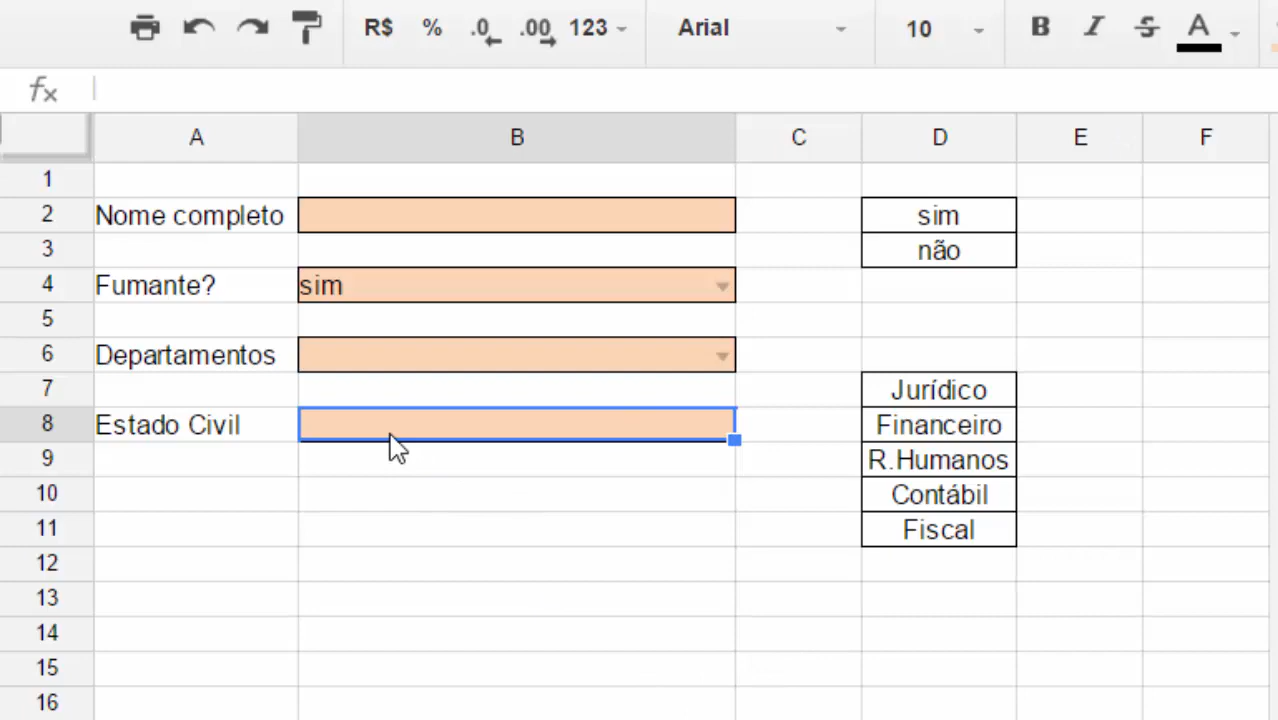 R$ % .0 .00 123 Arial 10 B I S A
fx
A B C D E F
1
2 Nome completo sim
3 não
4 Fumante? sim
5
6 Departamentos
7 Jurídico
8 Estado Civil Financeiro
9 R.Humanos
10 Contábil
11 Fiscal
12
13
14
15
16